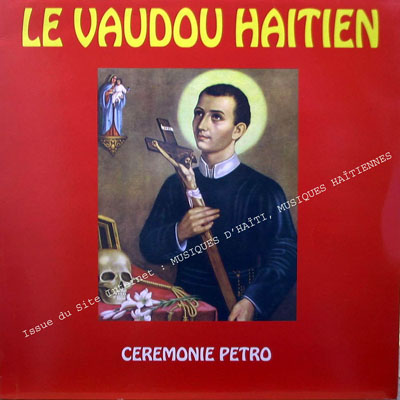 LE VAUDOU HAITIEN
Issue du Site Internet : MUSIQUES D'HAÏTI, MUSIQUES HAÏTIENNES
CEREMONIE PETRO